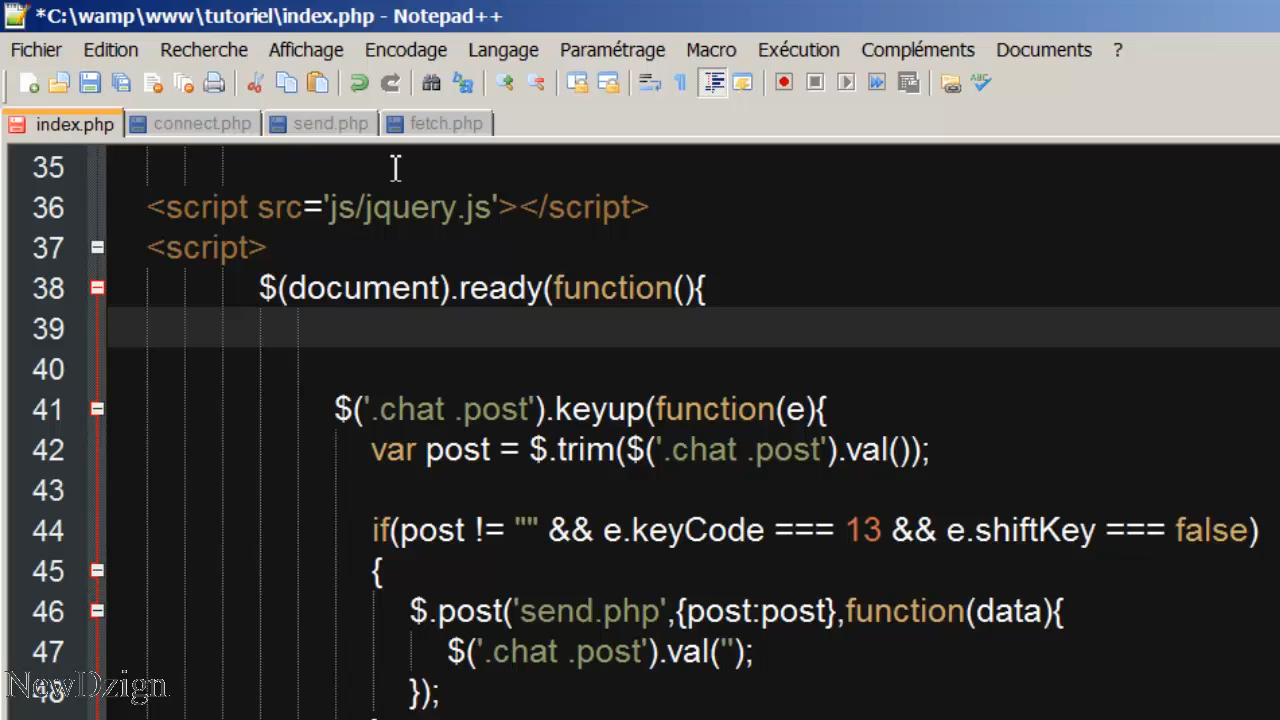 *C:\wamp\www\tutoriel\index.php - Notepad++
Fichier Edition Recherche Affichage Encodage Langage Paramétrage Macro Exécution Compléments Documents ?
index.php connect.php send.php fetch.php
35
36 <script src='js/jquery.js'></script>
37 <script>
38 $(document).ready(function(){
39
40
41 $('.chat .post').keyup(function(e){
42 var post = $.trim($('.chat .post').val());
43
44 if(post != "" && e.keyCode === 13 && e.shiftKey === false)
45 {
46 $.post('send.php',{post:post},function(data){
47 $('.chat .post').val('');
48 });
NewDzign